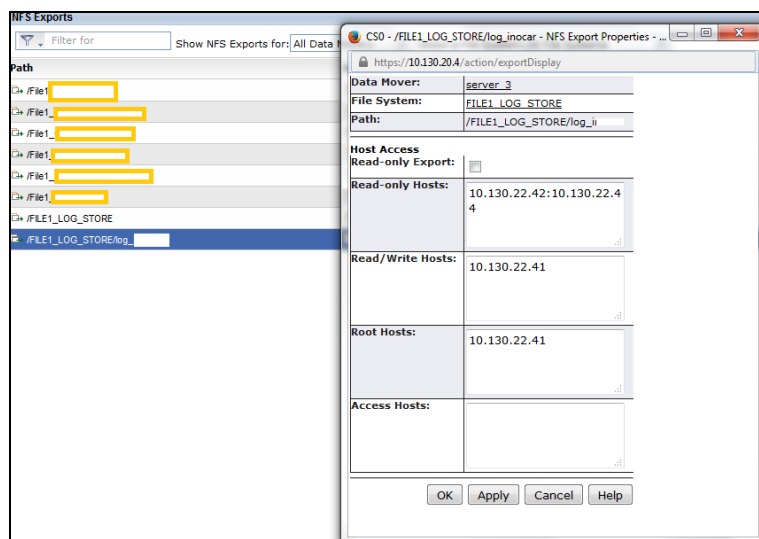 NFS Exports
Filter for
Show NFS Exports for: All Data
Path
/File1
/File1_
/File1_
/File1_
/File1_
/File1_
/FILE1_LOG_STORE
/FILE1_LOG_STORE/log_
CS0 - /FILE1_LOG_STORE/log_inocar - NFS Export Properties - ...
https://10.130.20.4/action/exportDisplay
Data Mover: server_3
File System: FILE1_LOG_STORE
Path: /FILE1_LOG_STORE/log_i
Host Access
Read-only Export:
Read-only Hosts: 10.130.22.42:10.130.22.4
4
Read/Write Hosts: 10.130.22.41
Root Hosts: 10.130.22.41
Access Hosts:
OK Apply Cancel Help